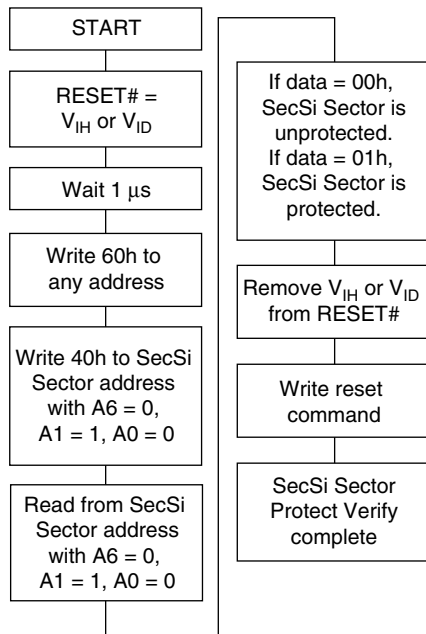 START
RESET# =
V_IH or V_ID
Wait 1 μs
Write 60h to
any address
Write 40h to SecSi
Sector address
with A6 = 0,
A1 = 1, A0 = 0
Read from SecSi
Sector address
with A6 = 0,
A1 = 1, A0 = 0
If data = 00h,
SecSi Sector is
unprotected.
If data = 01h,
SecSi Sector is
protected.
Remove V_IH or V_ID
from RESET#
Write reset
command
SecSi Sector
Protect Verify
complete